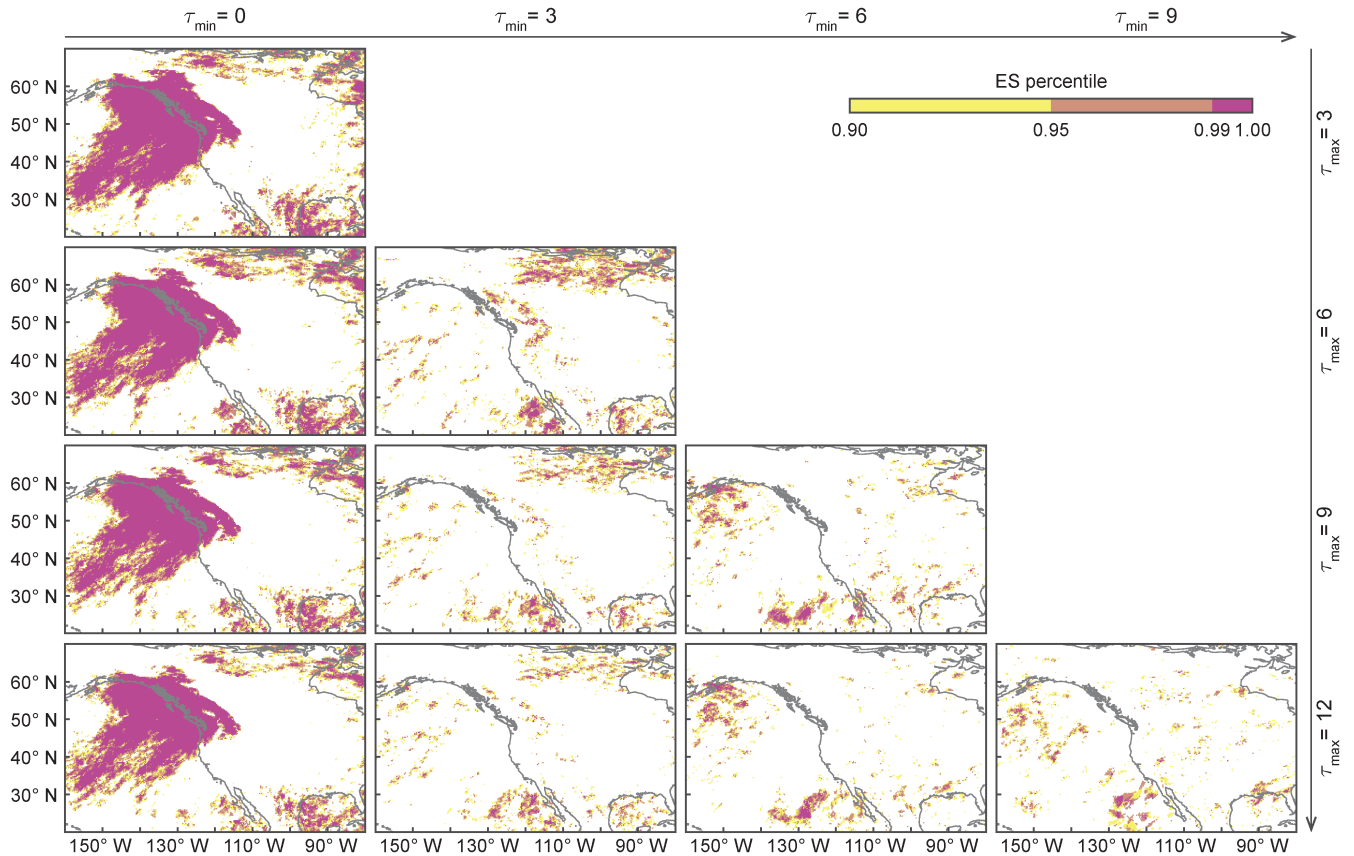 τmin= 0 τmin= 3 τmin= 6 τmin= 9
ES percentile
0.90 0.95 0.99 1.00
60° N
50° N
40° N
30° N
τmax = 3
60° N
50° N
40° N
30° N
τmax = 6
60° N
50° N
40° N
30° N
τmax = 9
60° N
50° N
40° N
30° N
τmax = 12
150° W 130° W 110° W 90° W 150° W 130° W 110° W 90° W 150° W 130° W 110° W 90° W 150° W 130° W 110° W 90° W